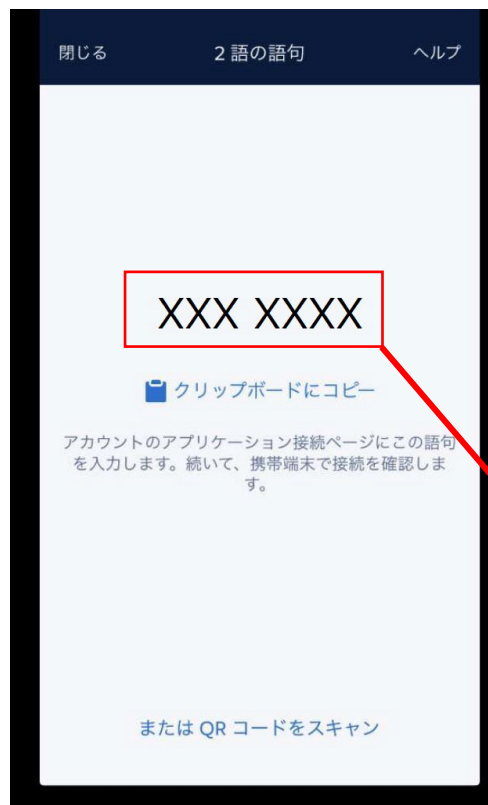 閉じる 2 語の語句 ヘルプ
XXX XXXX
クリップボードにコピー
アカウントのアプリケーション接続ページにこの語句
を入力します。続いて、携帯端末で接続を確認しま
す。
または QR コードをスキャン